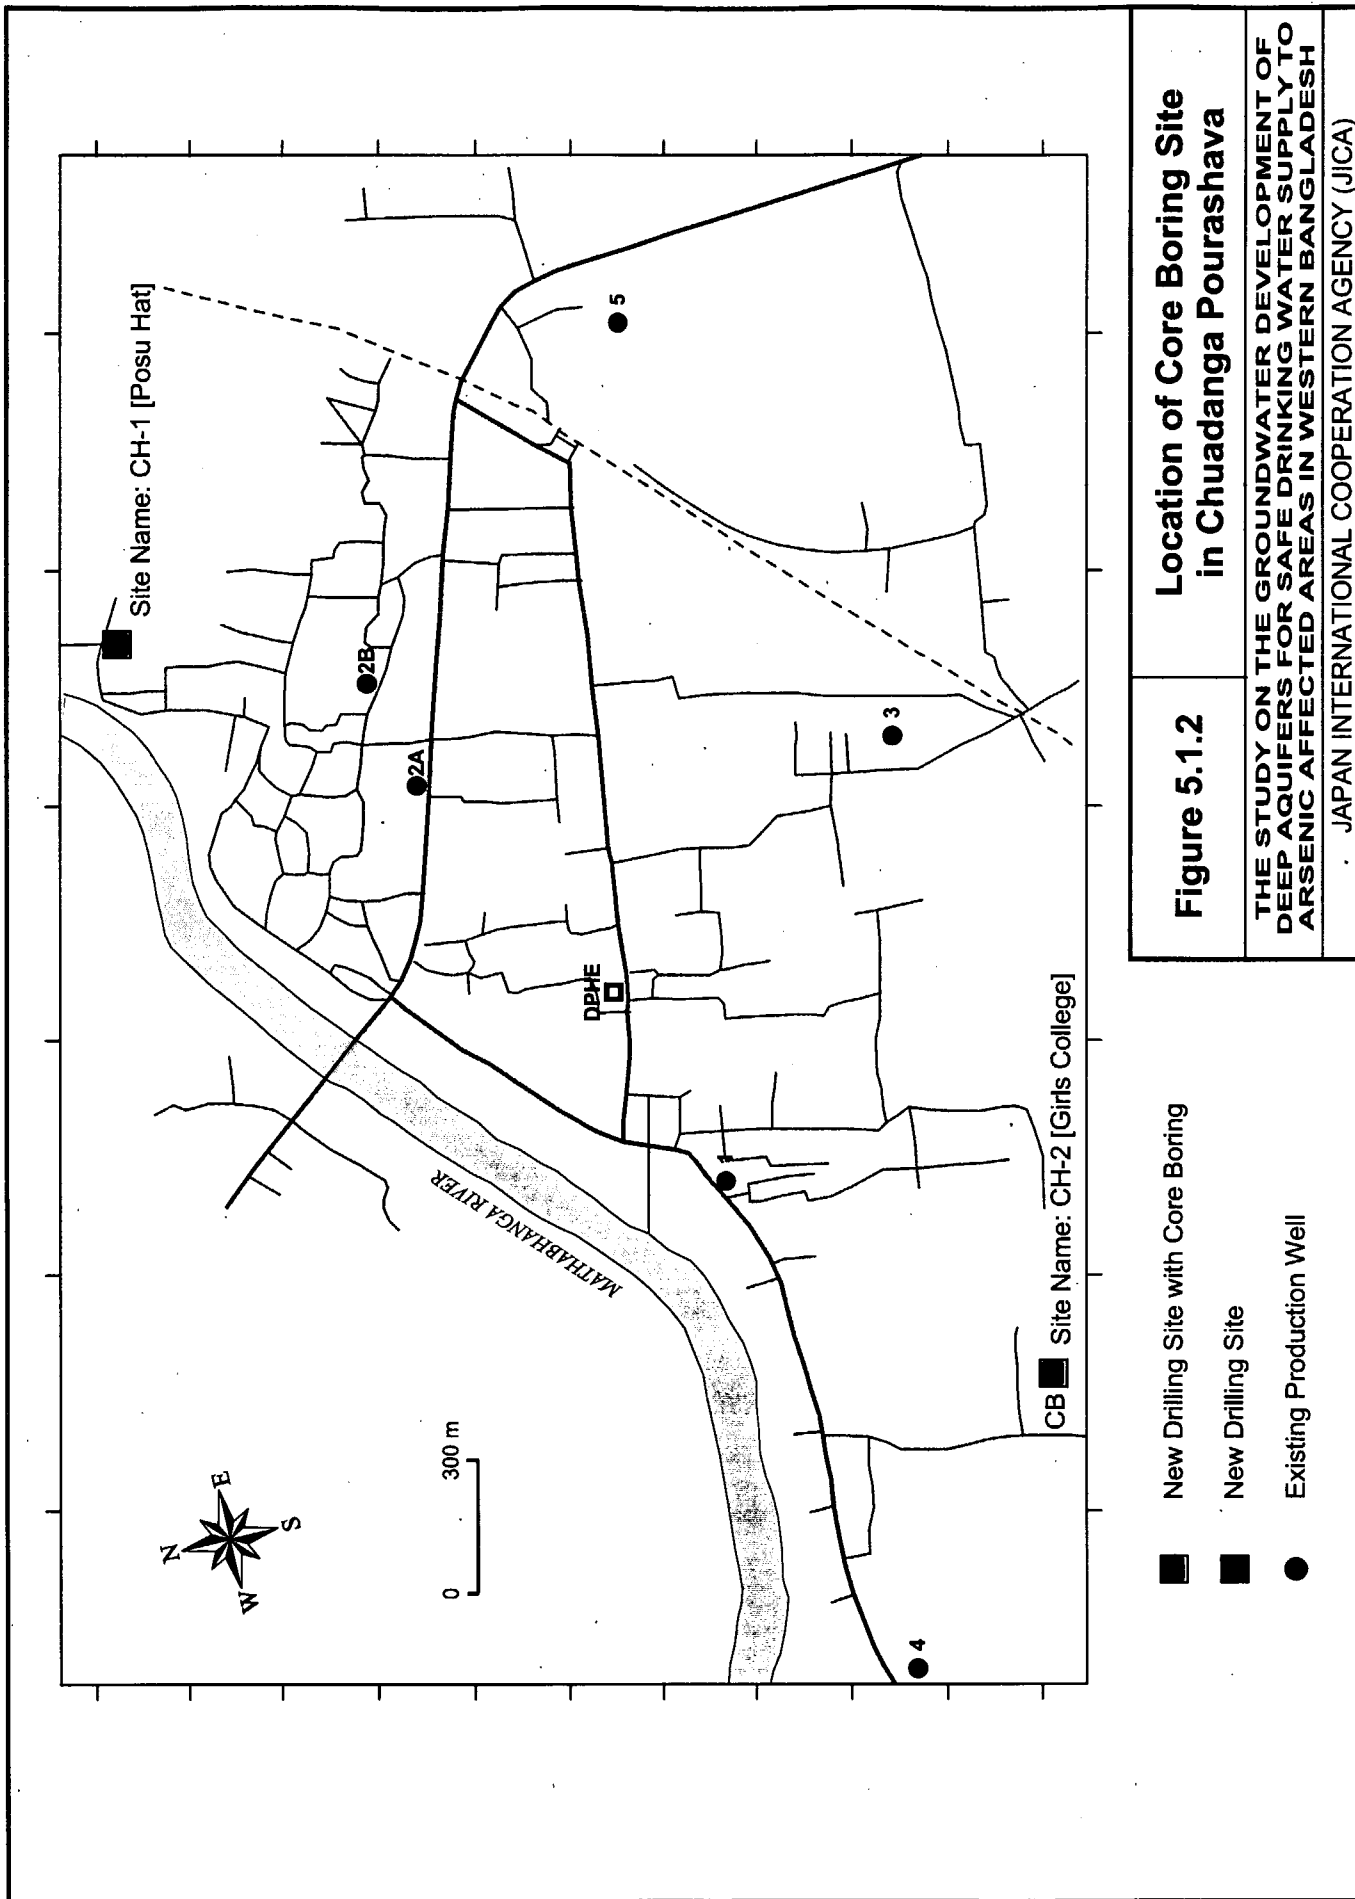 Site Name: CH-1 [Posu Hat]
2B
2A
5
3
DPHE
1
4
MATHABHANGA RIVER
CB
Site Name: CH-2 [Girls College]
N
E
S
W
0
300 m
New Drilling Site with Core Boring
New Drilling Site
Existing Production Well
Figure 5.1.2
Location of Core Boring Site
in Chuadanga Pourashava
THE STUDY ON THE GROUNDWATER DEVELOPMENT OF
DEEP AQUIFERS FOR SAFE DRINKING WATER SUPPLY TO
ARSENIC AFFECTED AREAS IN WESTERN BANGLADESH
JAPAN INTERNATIONAL COOPERATION AGENCY (JICA)